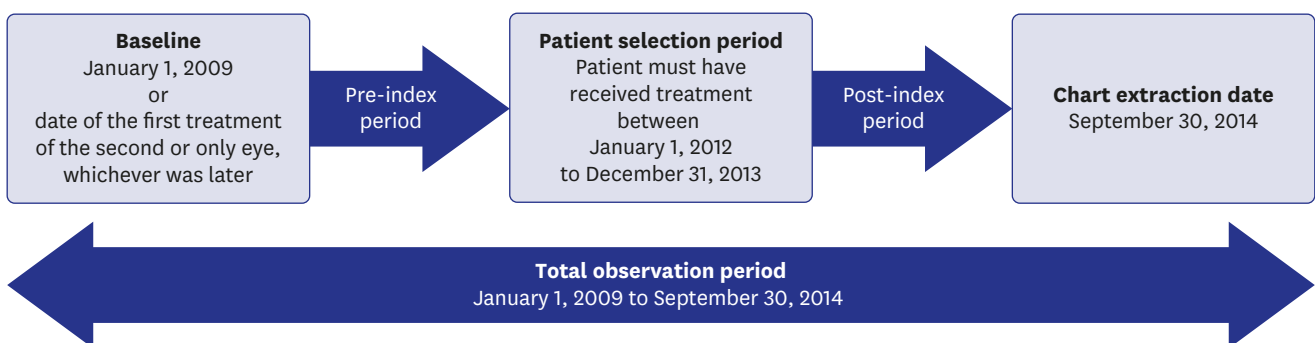 Baseline
January 1, 2009
or
date of the first treatment
of the second or only eye,
whichever was later
Pre-index
period
Patient selection period
Patient must have
received treatment
between
January 1, 2012
to December 31, 2013
Post-index
period
Chart extraction date
September 30, 2014
Total observation period
January 1, 2009 to September 30, 2014